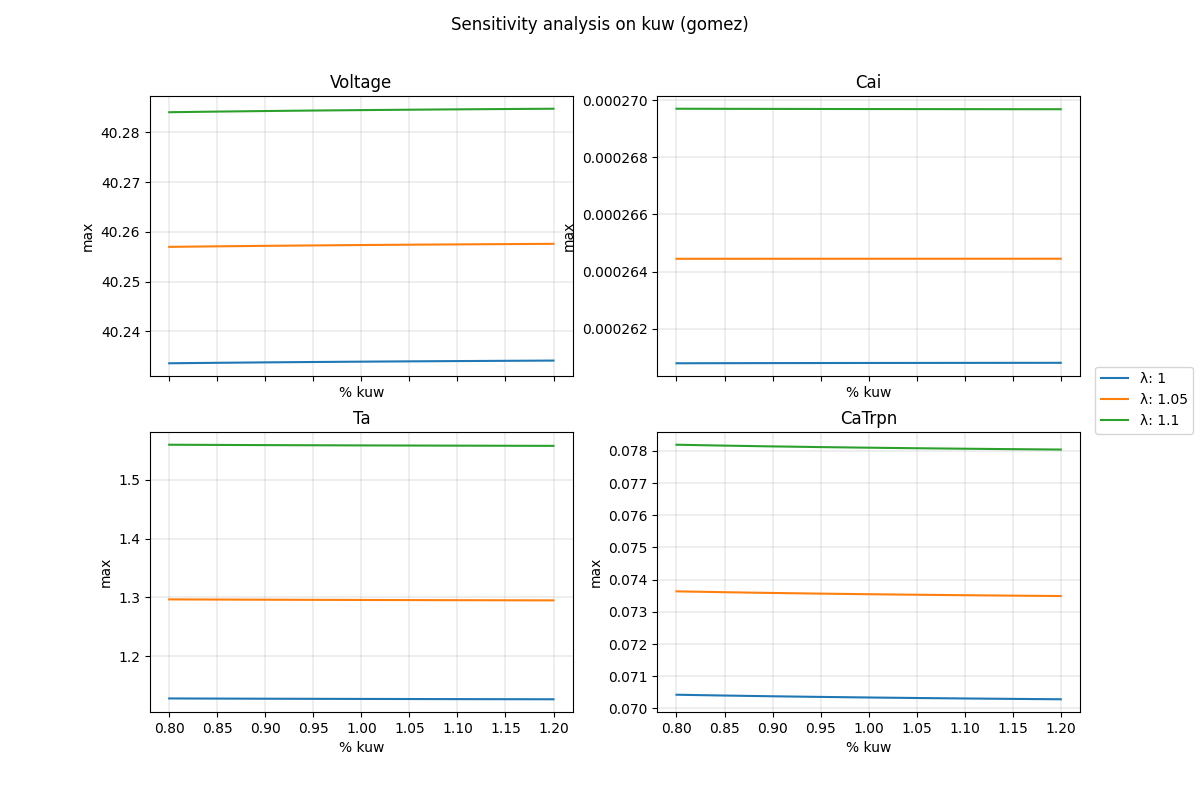 Sensitivity analysis on kuw (gomez)
Voltage
40.28
40.27
40.26
40.25
40.24
max
% kuw
Cai
0.000270
0.000268
0.000266
0.000264
0.000262
max
% kuw
λ: 1
λ: 1.05
λ: 1.1
Ta
1.5
1.4
1.3
1.2
max
0.80 0.85 0.90 0.95 1.00 1.05 1.10 1.15 1.20
% kuw
CaTrpn
0.078
0.077
0.076
0.075
0.074
0.073
0.072
0.071
0.070
max
0.80 0.85 0.90 0.95 1.00 1.05 1.10 1.15 1.20
% kuw